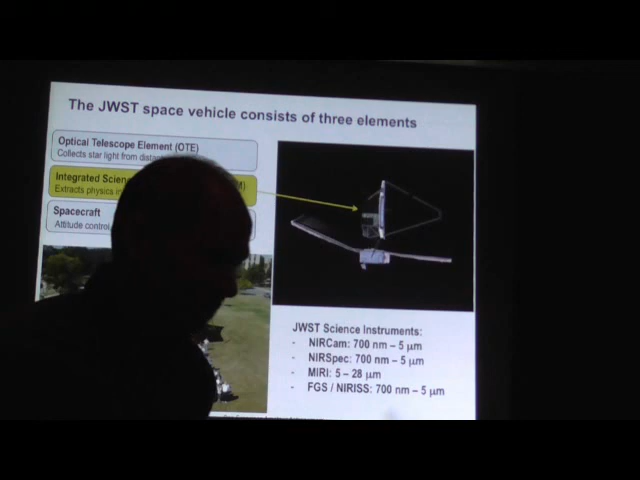 The JWST space vehicle consists of three elements
Optical Telescope Element (OTE)
Collects star light from distant
Integrated Scien M)
Extracts physics in
Spacecraft
Attitude control,
JWST Science Instruments:
- NIRCam: 700 nm – 5 μm
- NIRSpec: 700 nm – 5 μm
- MIRI: 5 – 28 μm
- FGS / NIRISS: 700 nm – 5 μm